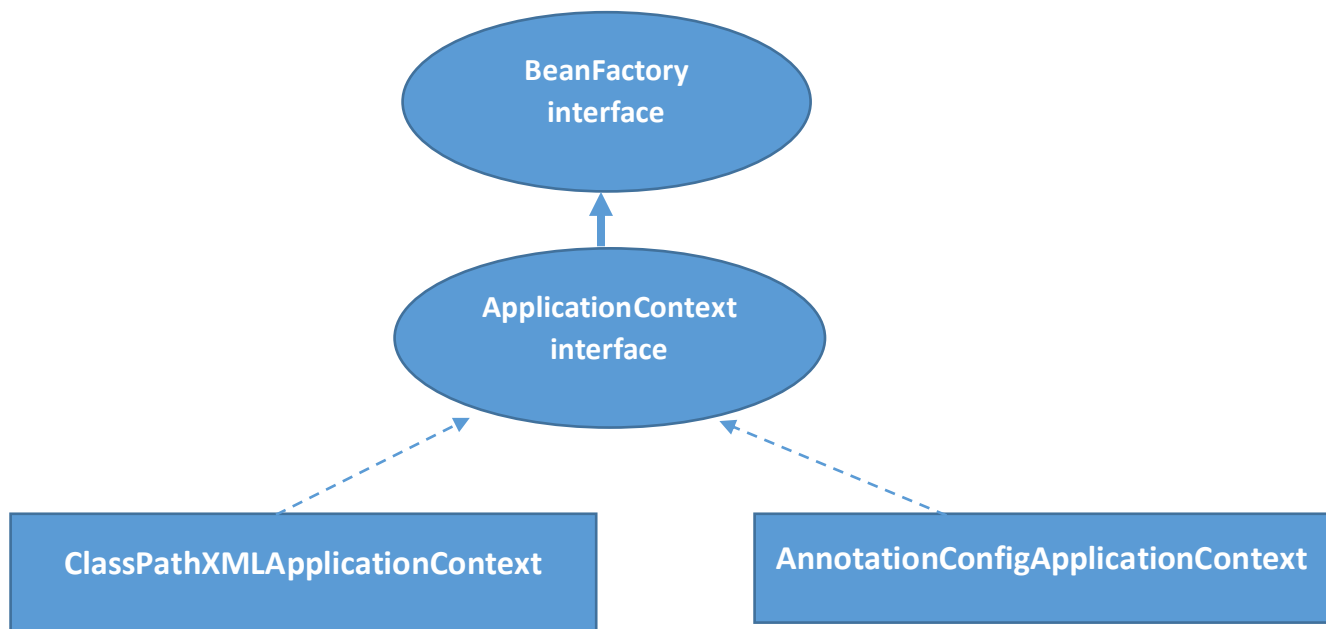 BeanFactory
interface
ApplicationContext
interface
ClassPathXMLApplicationContext
AnnotationConfigApplicationContext